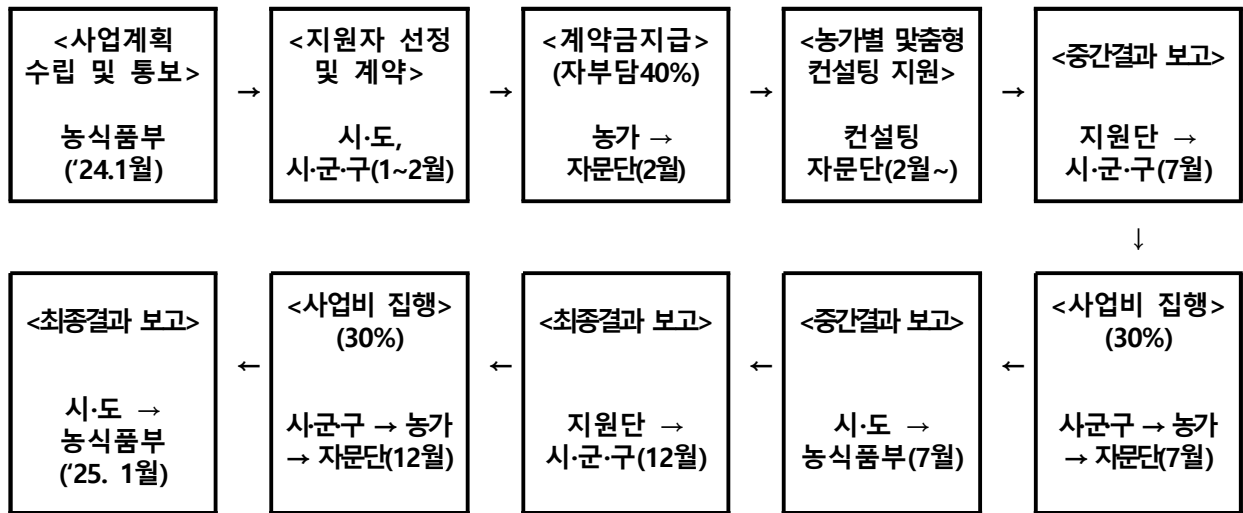 <사업계획
수립 및 통보>
농식품부
(‘24.1월)
→
<지원자 선정
및 계약>
시·도,
시·군·구(1~2월)
→
<계약금지급>
(자부담40%)
농가 →
자문단(2월)
→
<농가별 맟춤형
컨설팅 지원>
컨설팅
자문단(2월~)
→
<중간결과 보고>
지원단 →
시·군·구(7월)
↓
<사업비 집행>
(30%)
시·군·구 → 농가
→ 자문단(7월)
←
<중간결과 보고>
시·도 →
농식품부(7월)
←
<최종결과 보고>
지원단 →
시·군·구(12월)
←
<사업비 집행>
(30%)
시·군·구 → 농가
→ 자문단(12월)
←
<최종결과 보고>
시·도 →
농식품부
(‘25. 1월)